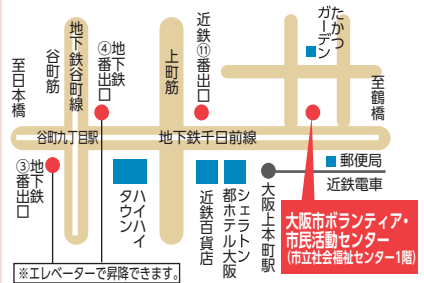 至日本橋
谷町筋
地下鉄谷町線
地下鉄
④番出口
上町筋
近鉄⑪番出口
たかつ
ガーデン
至鶴橋
谷町九丁目駅
地下鉄千日前線
地下鉄
③番出口
ハイハイ
タウン
近鉄百貨店
シェラトン
都ホテル大阪
大阪上本町駅
郵便局
近鉄電車
大阪市ボランティア・
市民活動センター
(市立社会福祉センター1階)
※エレベーターで昇降できます。